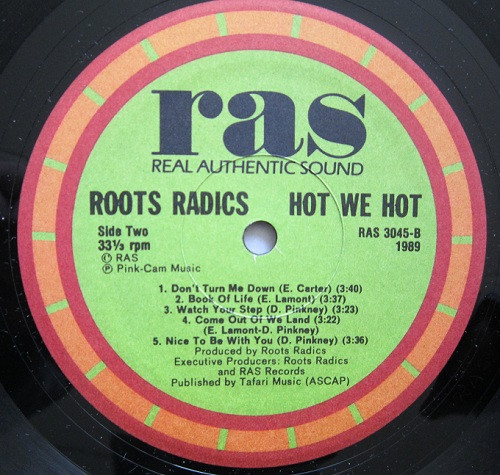 ras
REAL AUTHENTIC SOUND
ROOTS RADICS HOT WE HOT
Side Two RAS 3045-B
33⅓ rpm 1989
Ⓒ RAS
Ⓟ Pink-Cam Music
1. Don't Turn Me Down (E. Carter) (3:40)
2. Book Of Life (E. Lamont) (3:37)
3. Watch Your Step (D. Pinkney) (3:23)
4. Come Out Of We Land (3:22)
(E. Lamont-D. Pinkney)
5. Nice To Be With You (D. Pinkney) (3:36)
Produced by Roots Radics
Executive Producers: Roots Radics
and RAS Records
Published by Tafari Music (ASCAP)